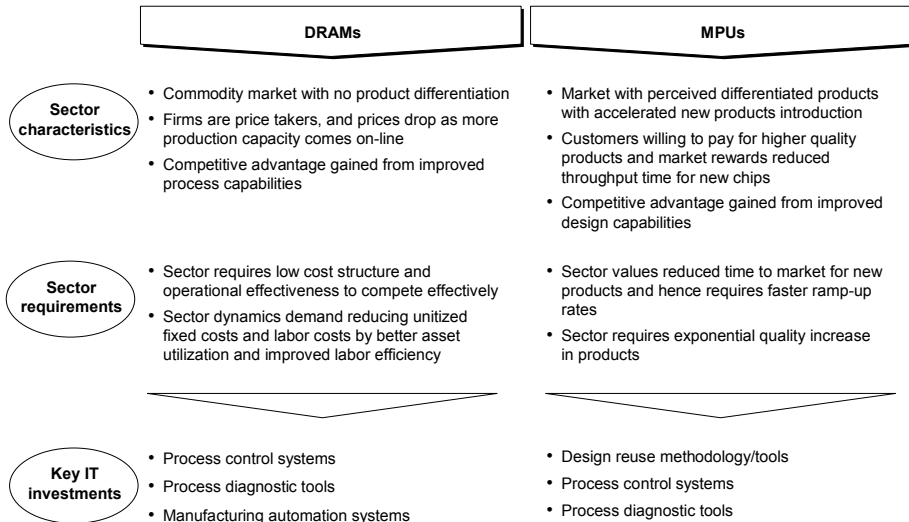 DRAMs
MPUs
Sector
characteristics
• Commodity market with no product differentiation
• Firms are price takers, and prices drop as more
production capacity comes on-line
• Competitive advantage gained from improved
process capabilities
• Market with perceived differentiated products
with accelerated new products introduction
• Customers willing to pay for higher quality
products and market rewards reduced
throughput time for new chips
• Competitive advantage gained from improved
design capabilities
Sector
requirements
• Sector requires low cost structure and
operational effectiveness to compete effectively
• Sector dynamics demand reducing unitized
fixed costs and labor costs by better asset
utilization and improved labor efficiency
• Sector values reduced time to market for new
products and hence requires faster ramp-up
rates
• Sector requires exponential quality increase
in products
Key IT
investments
• Process control systems
• Process diagnostic tools
• Manufacturing automation systems
• Design reuse methodology/tools
• Process control systems
• Process diagnostic tools